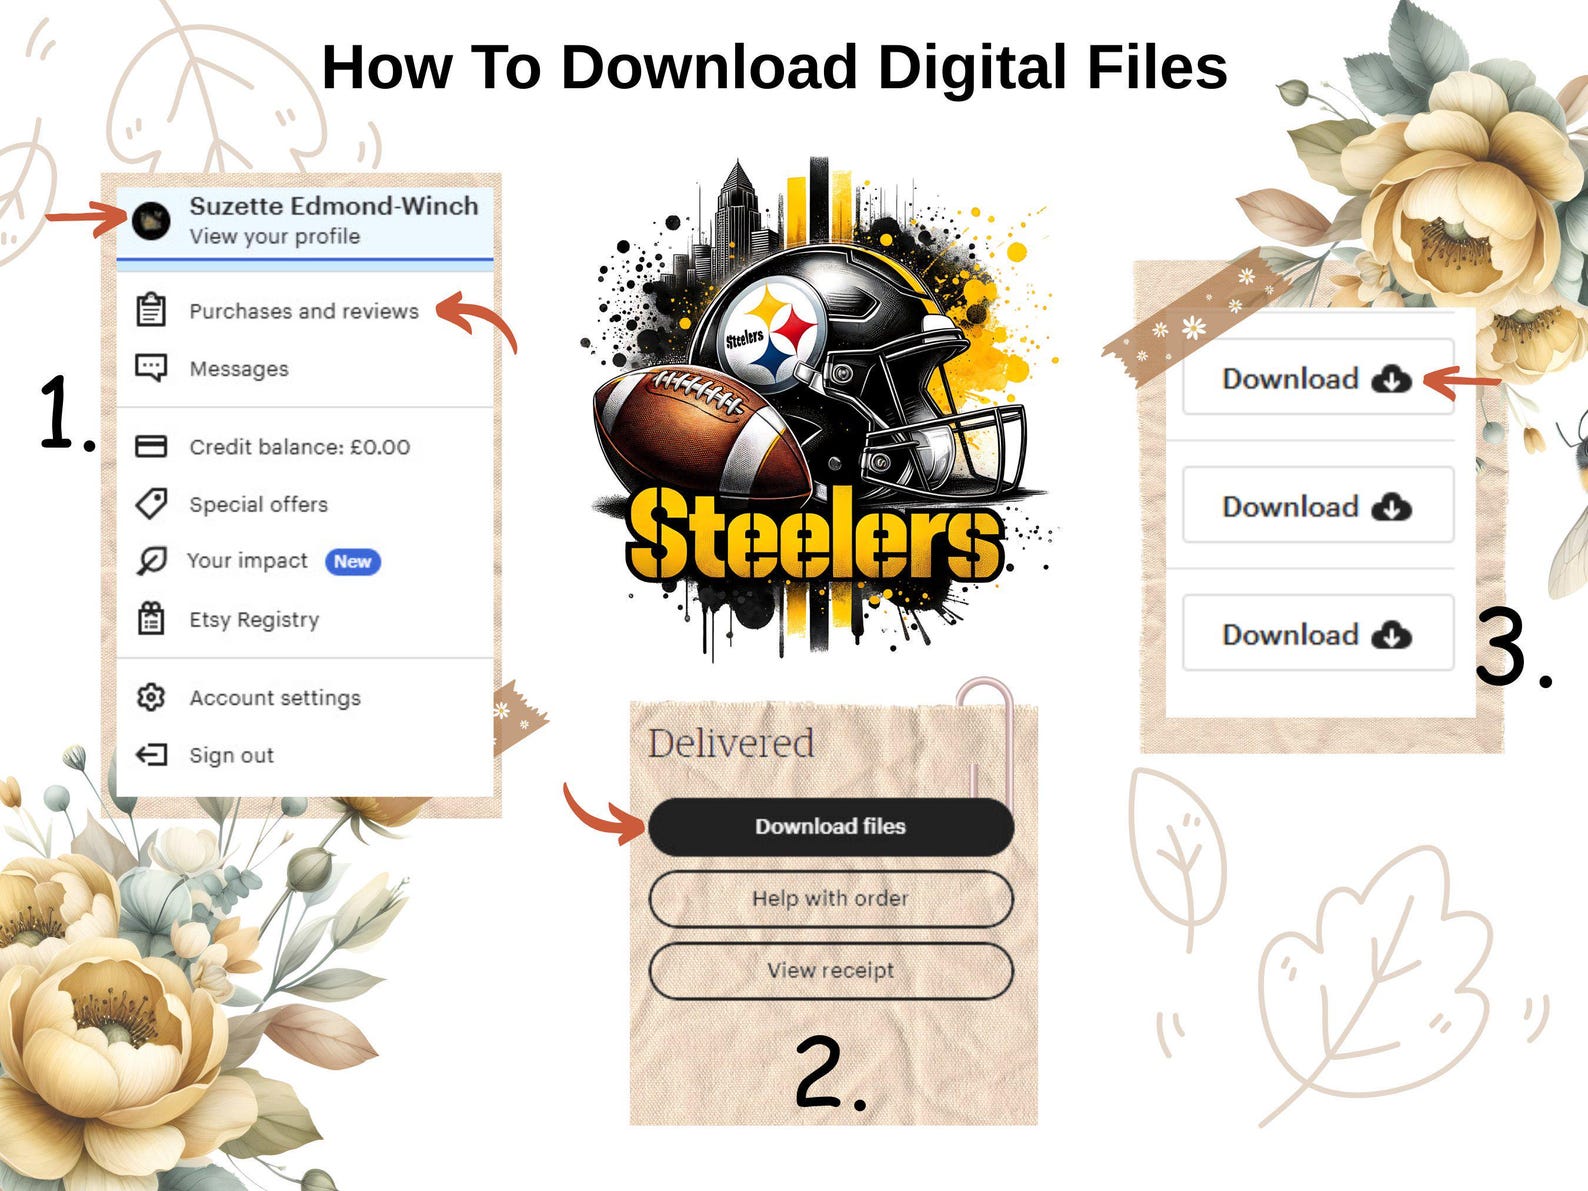 How To Download Digital Files
1.
Suzette Edmond-Winch
View your profile
Purchases and reviews
Messages
Credit balance: £0.00
Special offers
Your impact New
Etsy Registry
Account settings
Sign out
Steelers
Steelers
Delivered
Download files
Help with order
View receipt
2.
Download
Download
Download
3.